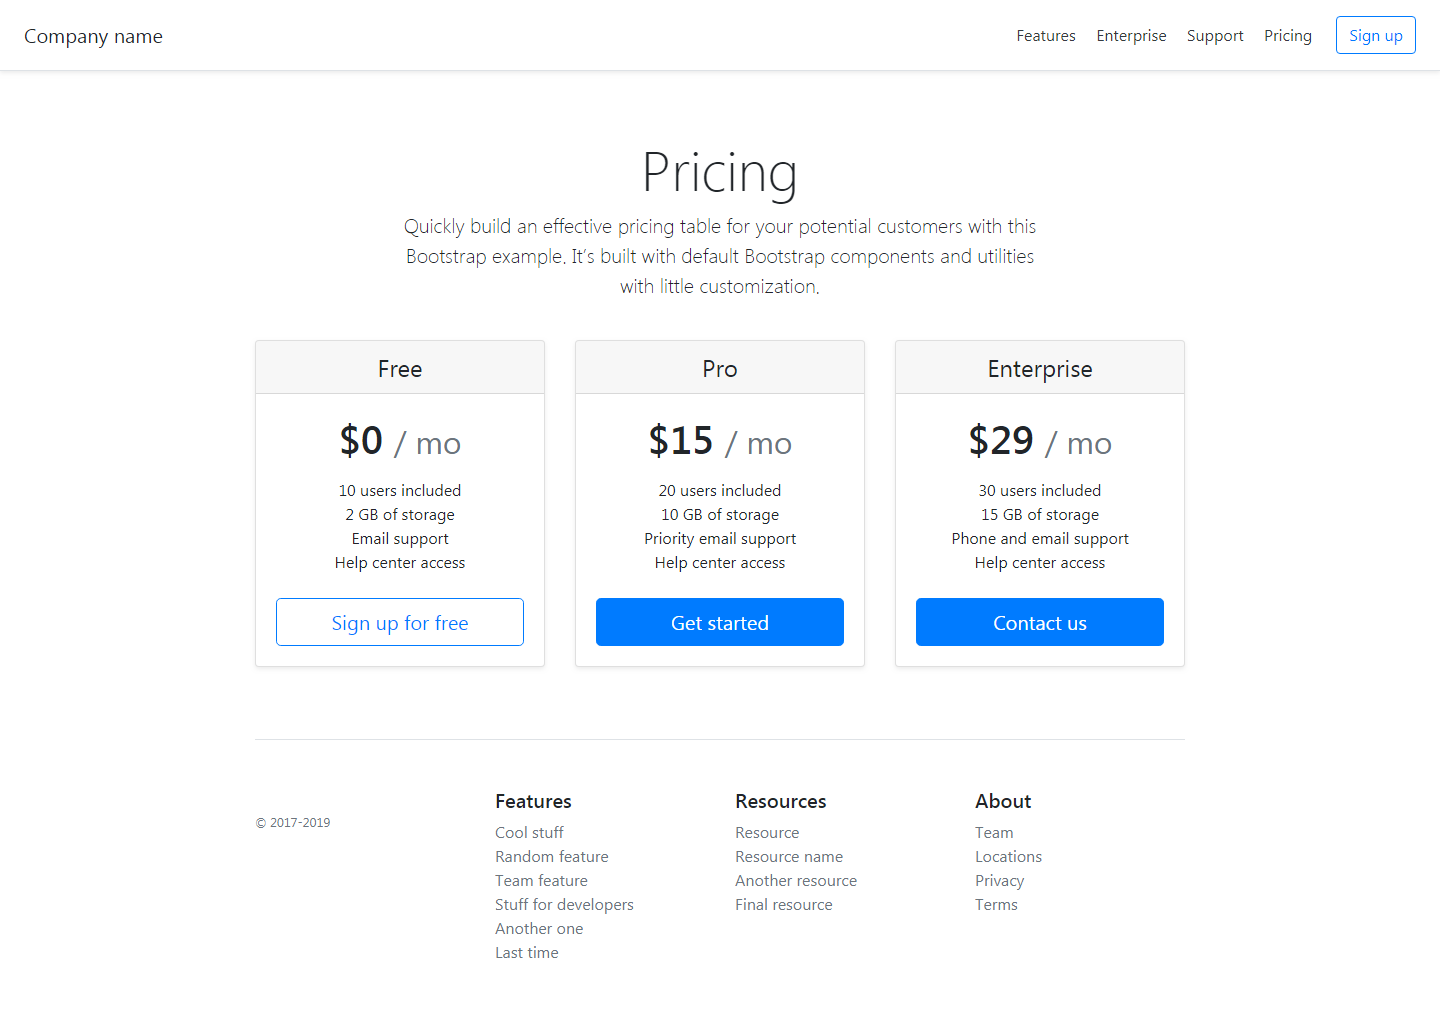 Company name
Features Enterprise Support Pricing Sign up
Pricing
Quickly build an effective pricing table for your potential customers with this
Bootstrap example. It’s built with default Bootstrap components and utilities
with little customization.
Free
$0 / mo
10 users included
2 GB of storage
Email support
Help center access
Sign up for free
Pro
$15 / mo
20 users included
10 GB of storage
Priority email support
Help center access
Get started
Enterprise
$29 / mo
30 users included
15 GB of storage
Phone and email support
Help center access
Contact us
© 2017-2019
Features
Cool stuff
Random feature
Team feature
Stuff for developers
Another one
Last time
Resources
Resource
Resource name
Another resource
Final resource
About
Team
Locations
Privacy
Terms